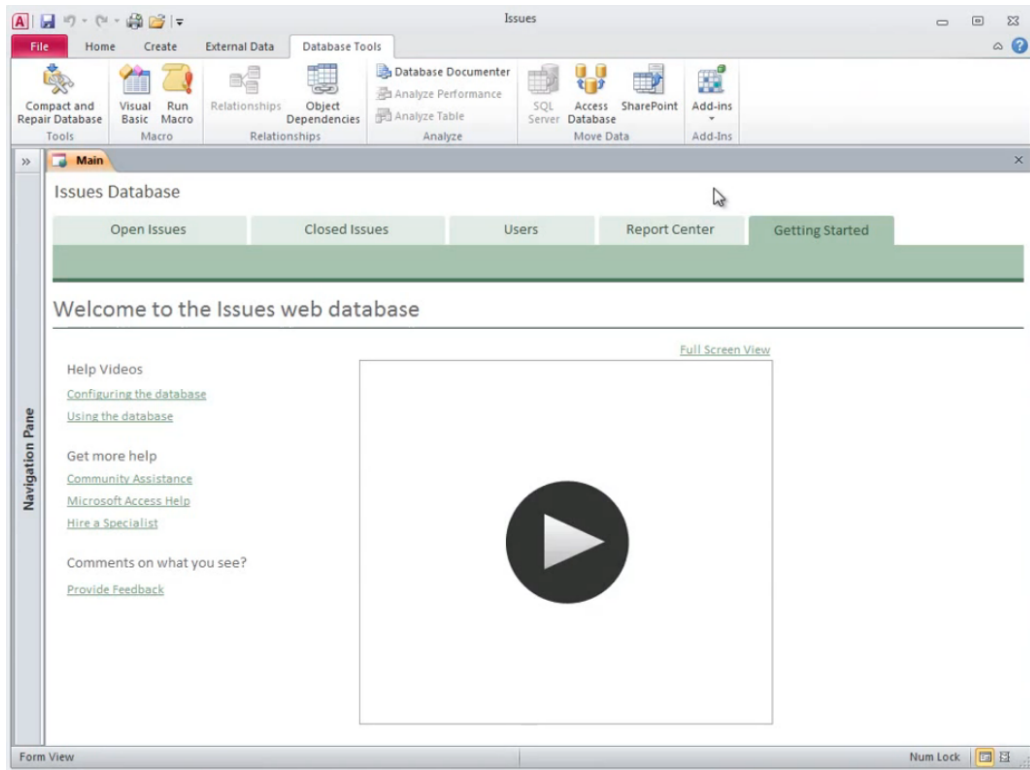 Issues
File Home Create External Data Database Tools
Compact and Repair Database
Visual Basic
Run Macro
Relationships
Object Dependencies
Database Documenter
Analyze Performance
Analyze Table
SQL Server
Access Database
SharePoint
Add-ins
Tools Macro Relationships Analyze Move Data Add-Ins
Main
Issues Database
Open Issues Closed Issues Users Report Center Getting Started
Welcome to the Issues web database
Full Screen View
Help Videos
Configuring the database
Using the database
Get more help
Community Assistance
Microsoft Access Help
Hire a Specialist
Comments on what you see?
Provide Feedback
Navigation Pane
Form View Num Lock